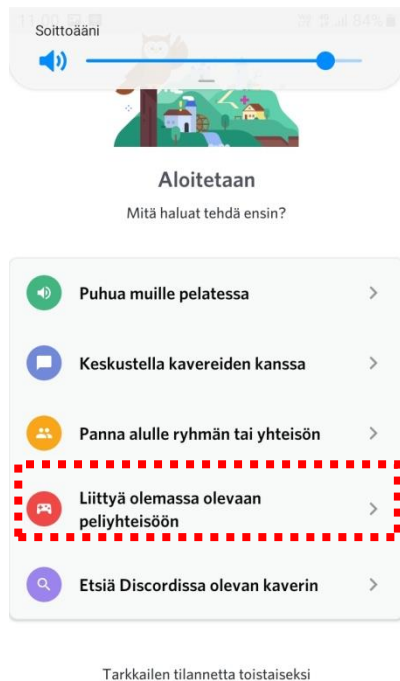 Soittoääni
Aloitetaan
Mitä haluat tehdä ensin?
Puhua muille pelatessa
Keskustella kavereiden kanssa
Panna alulle ryhmän tai yhteisön
Liittyä olemassa olevaan
peliyhteisöön
Etsiä Discordissa olevan kaverin
Tarkkailen tilannetta toistaiseksi